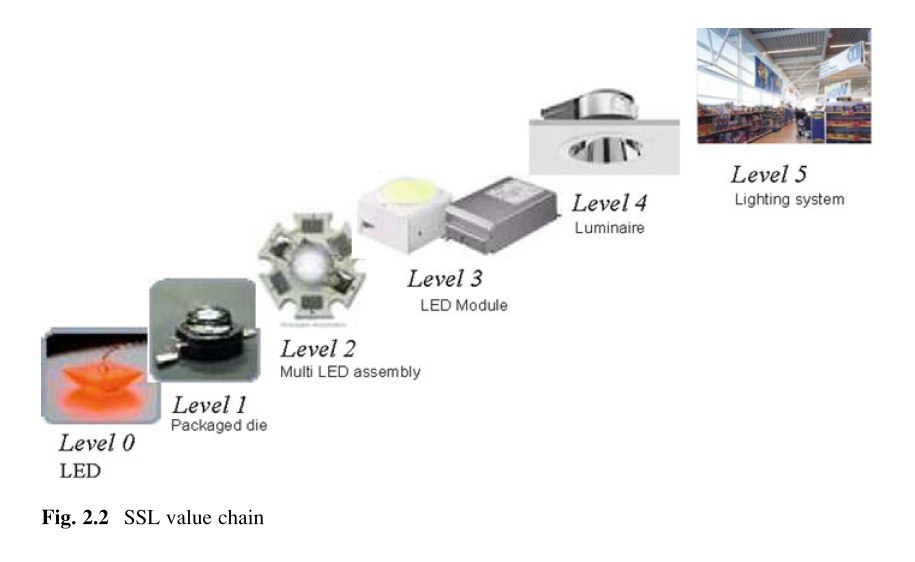 Level 5
Lighting system
Level 4
Luminaire
Level 3
LED Module
Level 2
Multi LED assembly
Level 1
Packaged die
Level 0
LED
Fig. 2.2 SSL value chain